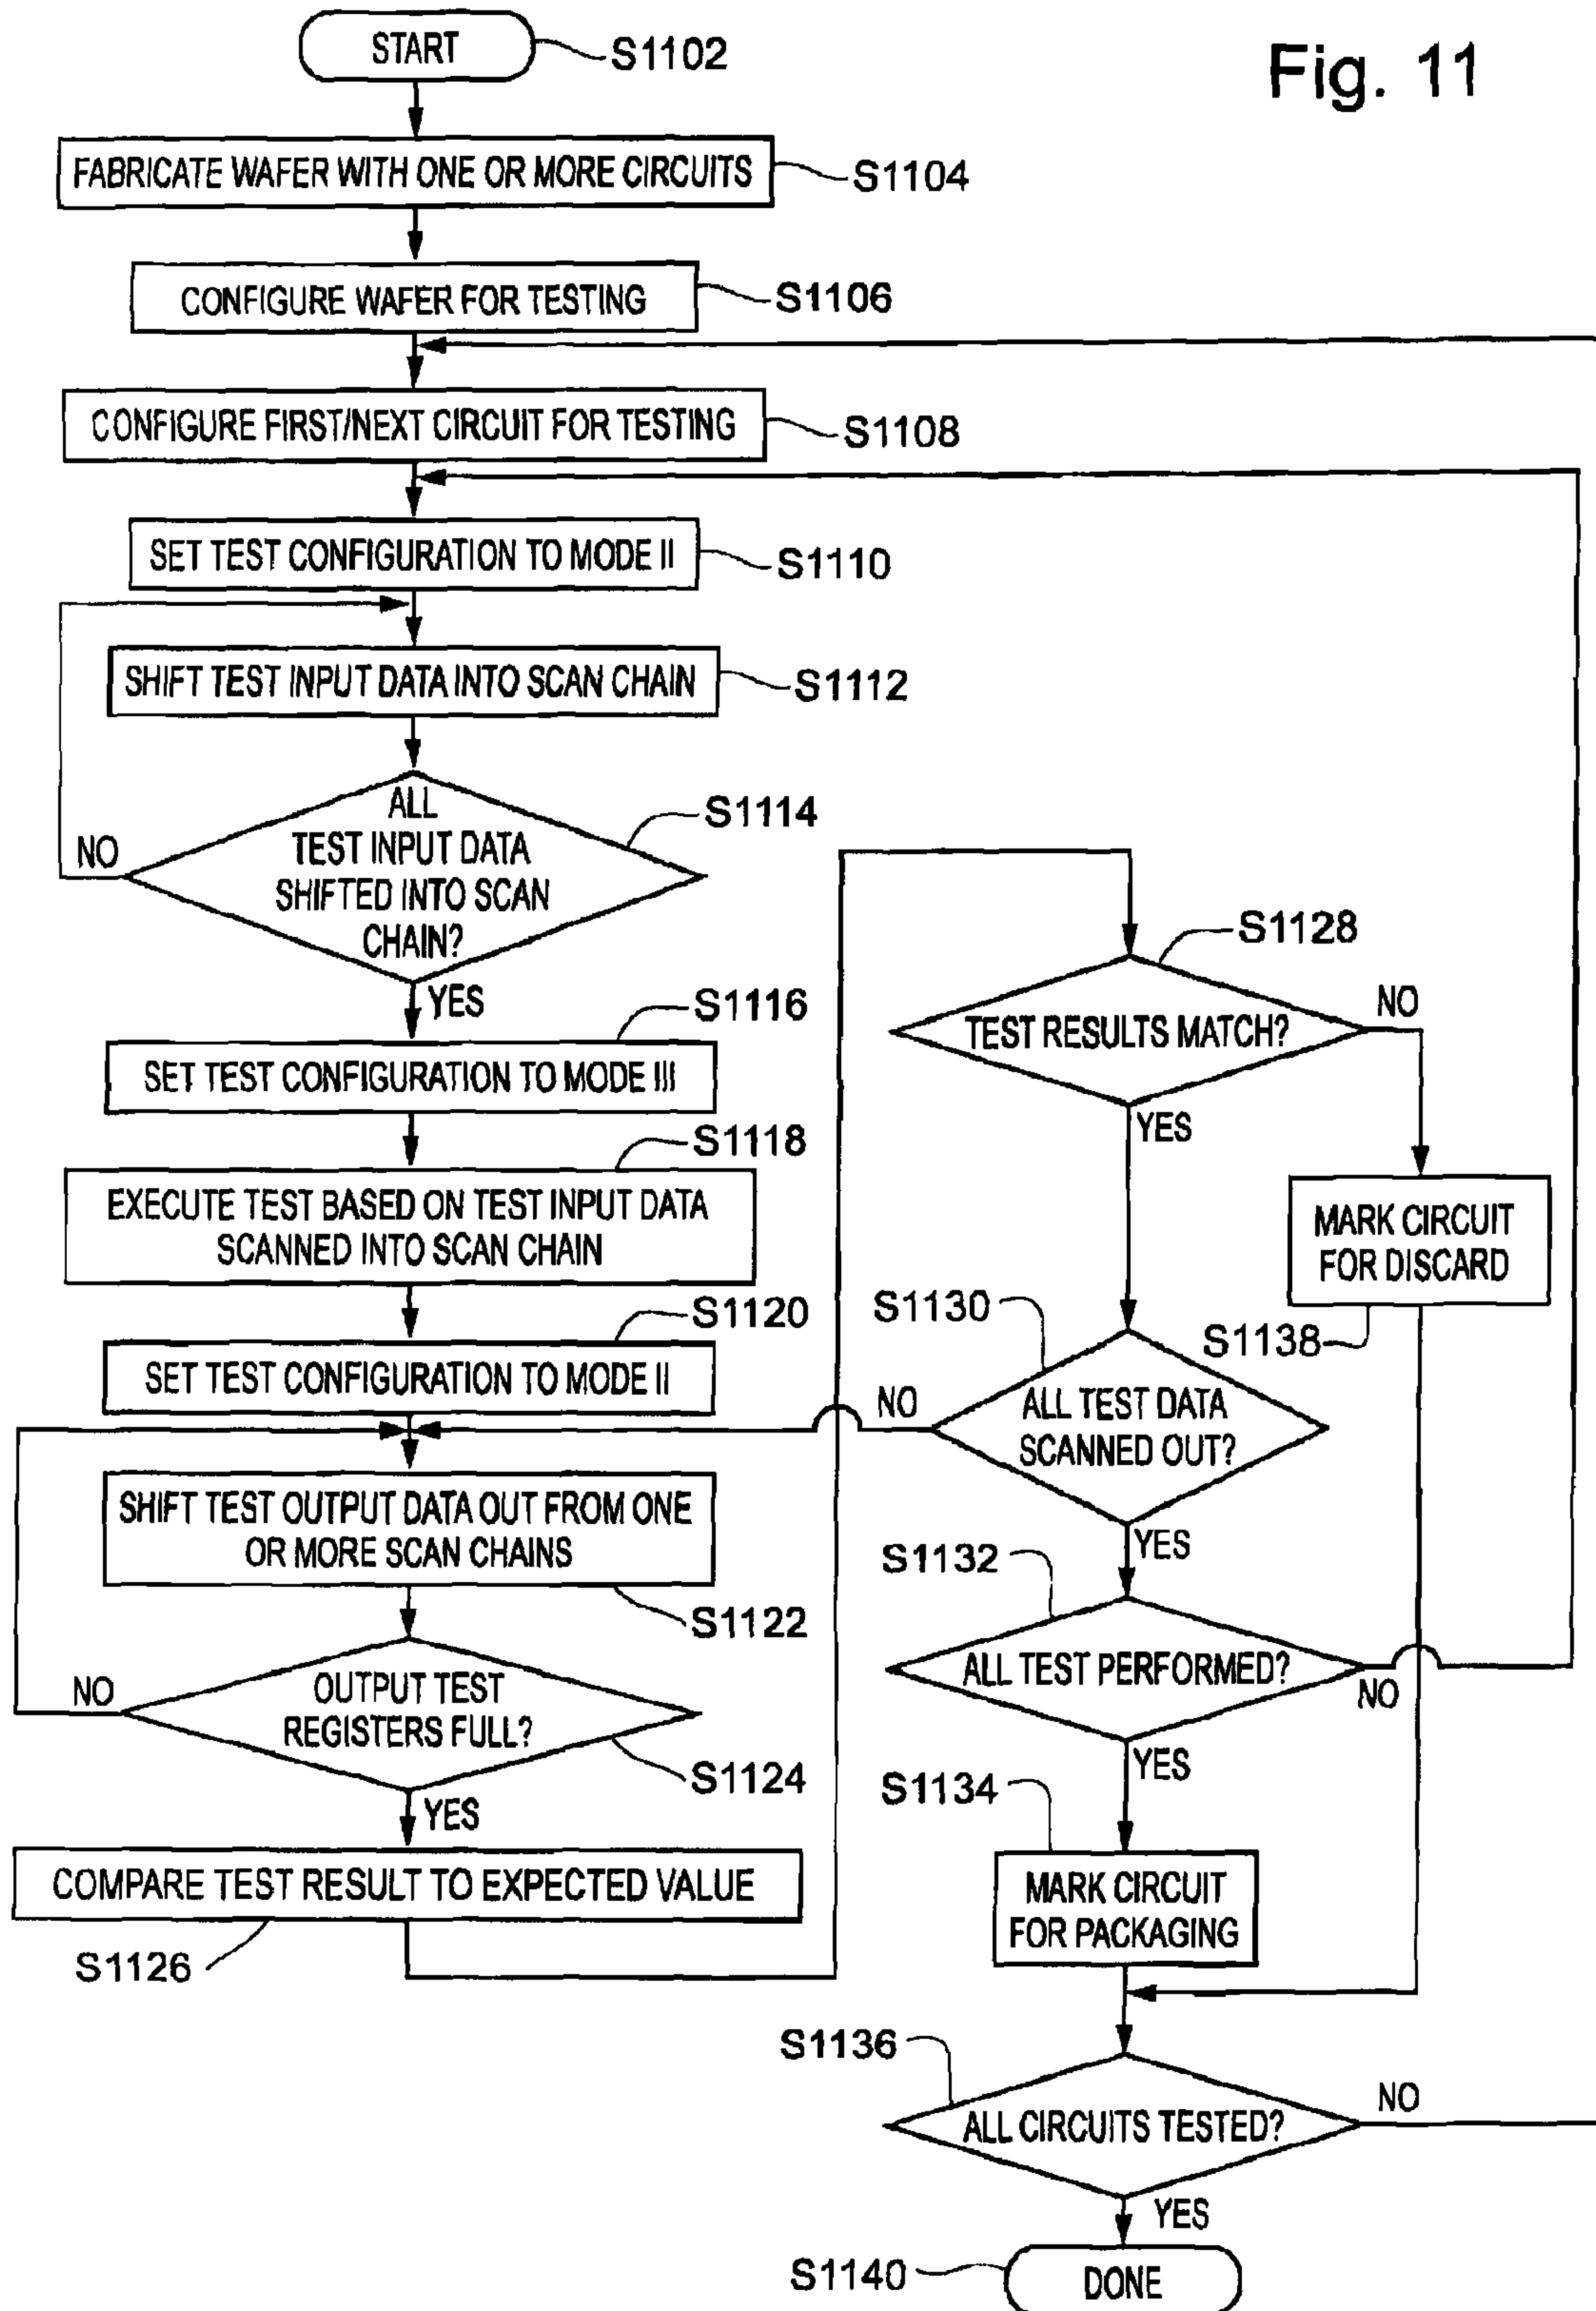 Fig. 11
START
S1102
FABRICATE WAFER WITH ONE OR MORE CIRCUITS
S1104
CONFIGURE WAFER FOR TESTING
S1106
CONFIGURE FIRST/NEXT CIRCUIT FOR TESTING
S1108
SET TEST CONFIGURATION TO MODE II
S1110
SHIFT TEST INPUT DATA INTO SCAN CHAIN
S1112
ALL
TEST INPUT DATA
SHIFTED INTO SCAN
CHAIN?
S1114
NO
YES
S1116
SET TEST CONFIGURATION TO MODE III
S1118
EXECUTE TEST BASED ON TEST INPUT DATA
SCANNED INTO SCAN CHAIN
S1120
SET TEST CONFIGURATION TO MODE II
SHIFT TEST OUTPUT DATA OUT FROM ONE
OR MORE SCAN CHAINS
S1122
OUTPUT TEST
REGISTERS FULL?
NO
S1124
YES
COMPARE TEST RESULT TO EXPECTED VALUE
S1126
S1128
TEST RESULTS MATCH?
NO
YES
MARK CIRCUIT
FOR DISCARD
S1138
S1130
ALL TEST DATA
SCANNED OUT?
NO
YES
S1132
ALL TEST PERFORMED?
NO
YES
S1134
MARK CIRCUIT
FOR PACKAGING
S1136
ALL CIRCUITS TESTED?
NO
YES
S1140
DONE